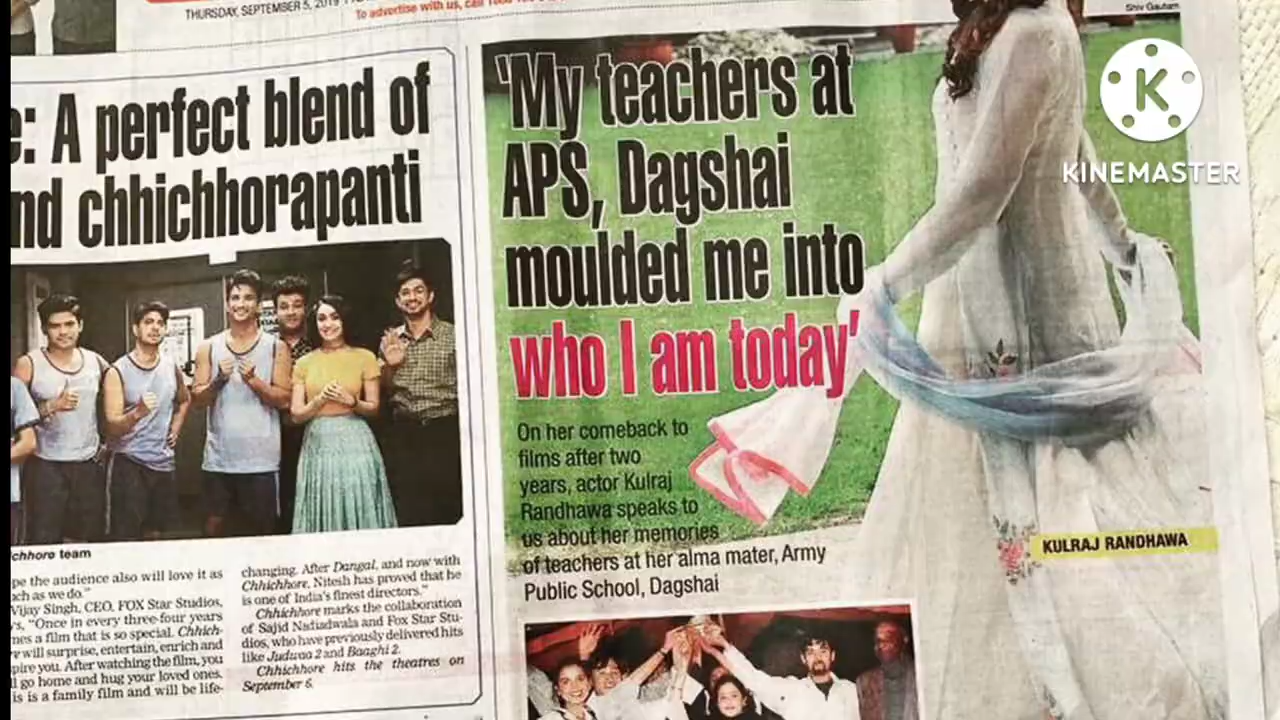 THURSDAY, SEPTEMBER 5, 2019
To advertise with us, call
Shiv Gautam
: A perfect blend of
nd chhichhorapanti
chhore team
pe the audience also will love it as
ch as we do."
Vijay Singh, CEO, FOX Star Studios,
s, "Once in every three-four years
nes a film that is so special. Chhich-
will surprise, entertain, enrich and
pire you. After watching the film, you
l go home and hug your loved ones.
is is a family film and will be life-
changing. After Dangal, and now with
Chhichhore, Nitesh has proved that he
is one of India's finest directors."
Chhichhore marks the collaboration
of Sajid Nadiadwala and Fox Star Stu-
dios, who have previously delivered hits
like Judwaa 2 and Baaghi 2.
Chhichhore hits the theatres on
September 6.
'My teachers at
APS, Dagshai
moulded me into
who I am today'
On her comeback to
films after two
years, actor Kulraj
Randhawa speaks to
us about her memories
of teachers at her alma mater, Army
Public School, Dagshai
KULRAJ RANDHAWA
K
KINEMASTER